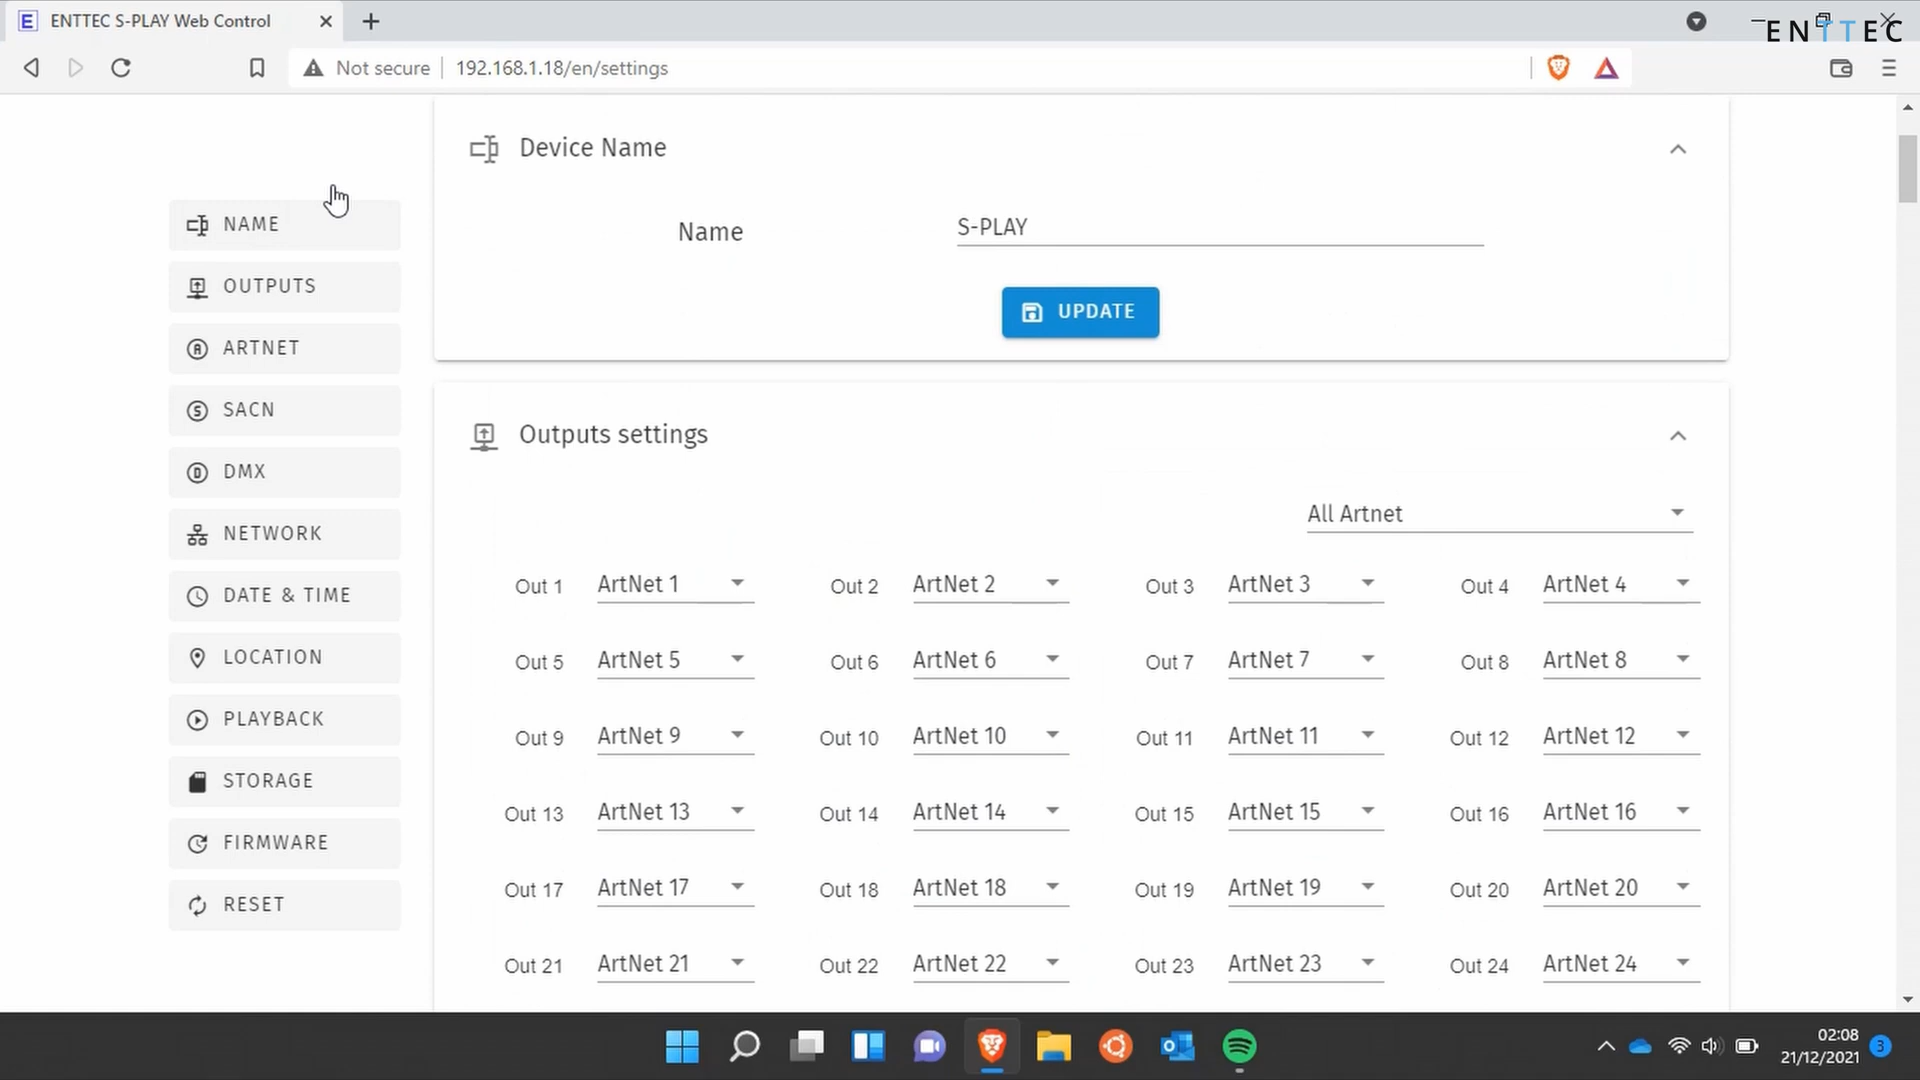 ENTTEC S-PLAY Web Control
ENTTEC
Not secure
192.168.1.18/en/settings
Device Name
Name
S-PLAY
UPDATE
NAME
OUTPUTS
ARTNET
SACN
DMX
NETWORK
DATE & TIME
LOCATION
PLAYBACK
STORAGE
FIRMWARE
RESET
Outputs settings
All Artnet
Out 1 ArtNet 1 Out 2 ArtNet 2 Out 3 ArtNet 3 Out 4 ArtNet 4
Out 5 ArtNet 5 Out 6 ArtNet 6 Out 7 ArtNet 7 Out 8 ArtNet 8
Out 9 ArtNet 9 Out 10 ArtNet 10 Out 11 ArtNet 11 Out 12 ArtNet 12
Out 13 ArtNet 13 Out 14 ArtNet 14 Out 15 ArtNet 15 Out 16 ArtNet 16
Out 17 ArtNet 17 Out 18 ArtNet 18 Out 19 ArtNet 19 Out 20 ArtNet 20
Out 21 ArtNet 21 Out 22 ArtNet 22 Out 23 ArtNet 23 Out 24 ArtNet 24
02:08
21/12/2021
3